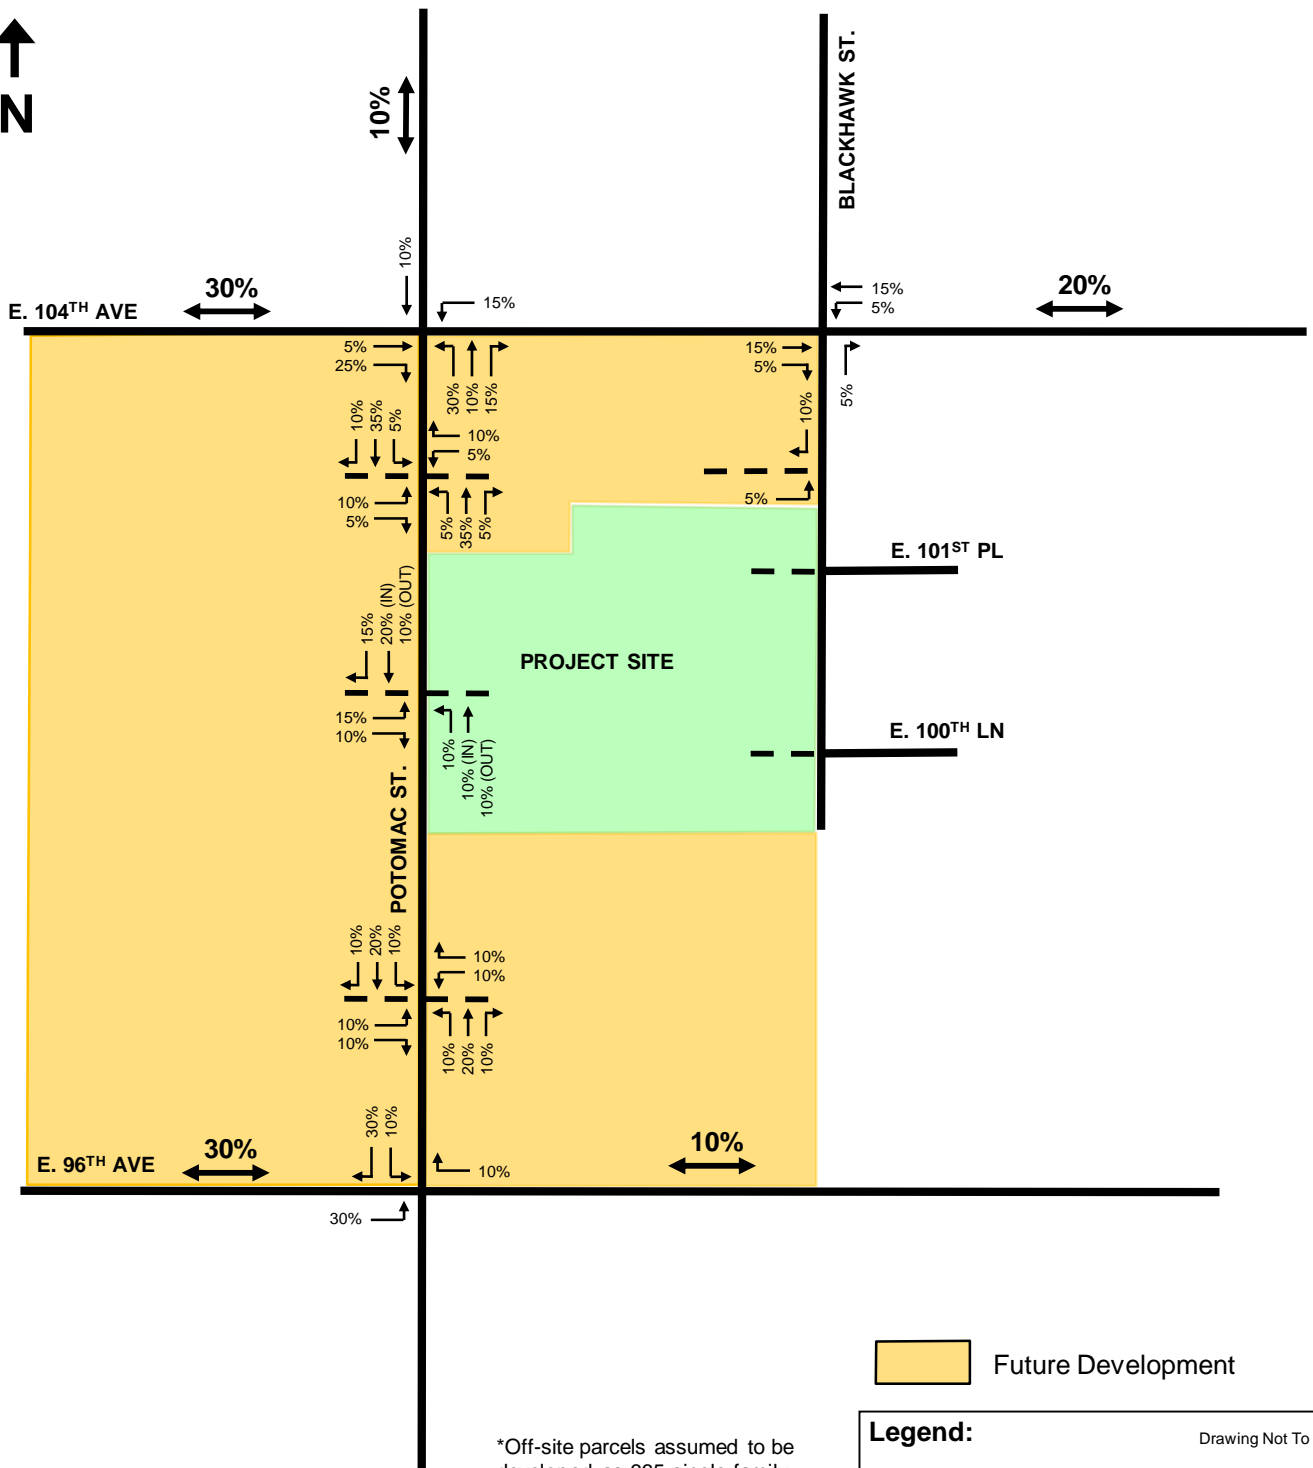 N
10%
BLACKHAWK ST.
10%
30%
E. 104TH AVE
15%
15%
5%
20%
5%
25%
30%
10%
15%
15%
5%
10%
5%
10%
35%
5%
10%
5%
10%
5%
5%
35%
5%
5%
E. 101ST PL
15%
20% (IN)
10% (OUT)
PROJECT SITE
15%
10%
10%
10% (IN)
10% (OUT)
E. 100TH LN
POTOMAC ST.
10%
20%
10%
10%
10%
10%
10%
10%
20%
10%
30%
10%
E. 96TH AVE
30%
10%
10%
30%
Future Development
Legend:
Drawing Not To
*Off-site parcels assumed to be